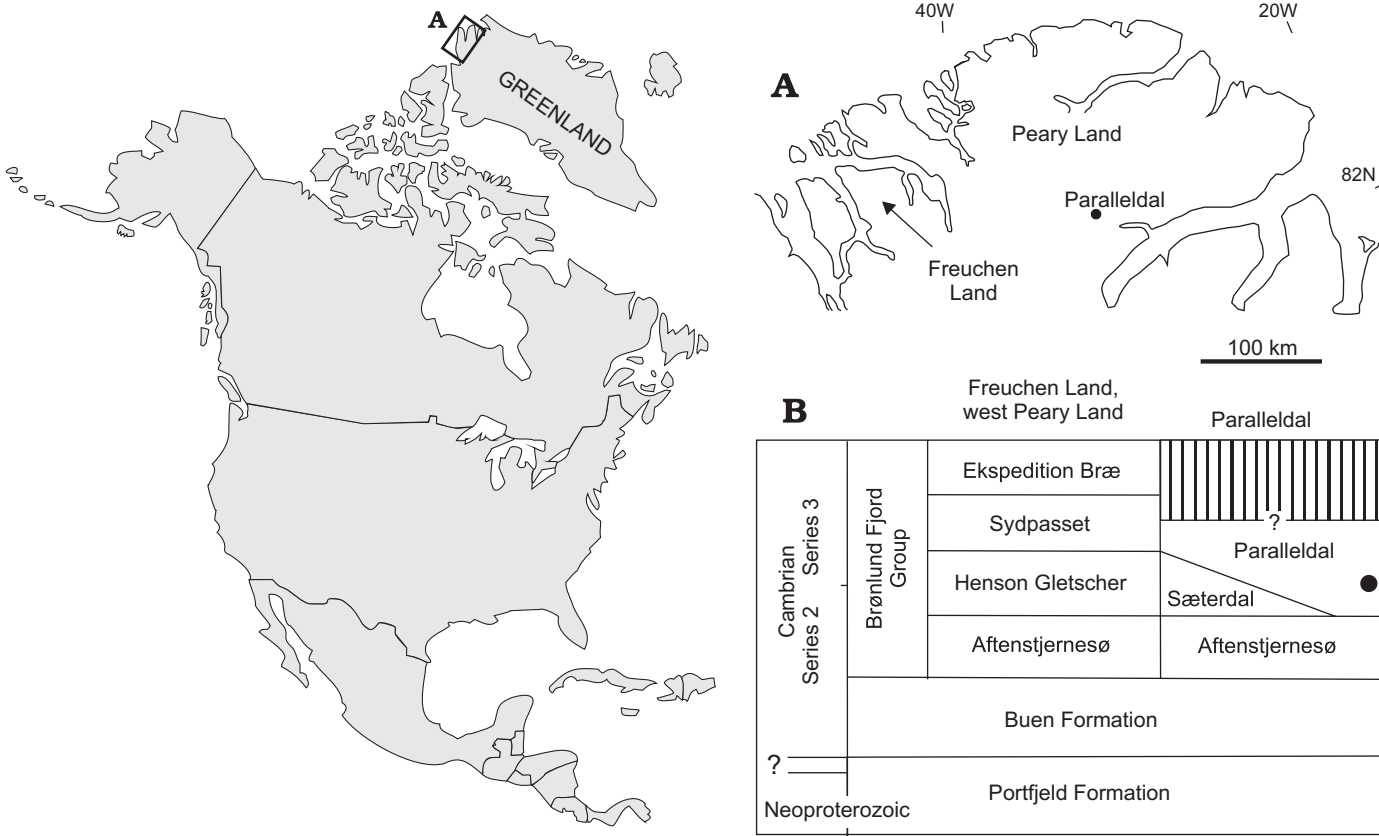 A
GREENLAND
40W
20W
A
Peary Land
82N
Paralleldal
Freuchen
Land
100 km
B
Freuchen Land,
west Peary Land
Paralleldal
Cambrian
Series 2 Series 3
Brønlund Fjord
Group
Ekspedition Bræ
Sydpasset
?
Paralleldal
Henson Gletscher
Sæterdal
Aftenstjernesø
Aftenstjernesø
Buen Formation
?
Portfjeld Formation
Neoproterozoic